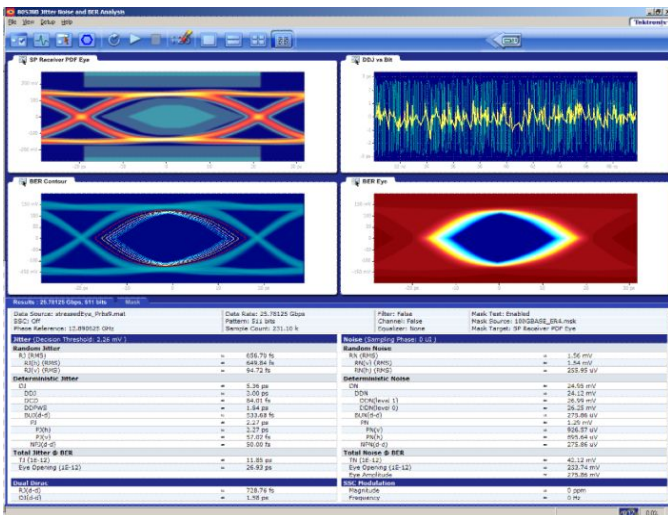 80SJNB Jitter Noise and BER Analysis
File View Setup Help
Tektronix
SP Receiver PDF Eye
DDJ vs Bit
BER Contour
BER Eye
Results : 25.78125 Gbps, 511 bits Mask
Data Source: stressedEye_Prbs9.mat Data Rate: 25.78125 Gbps Filter: False Mask Test: Enabled
SSC: Off Pattern: 511 bits Channel: False Mask Source: 100GBASE_ER4.msk
Phase Reference: 12.890625 GHz Sample Count: 231.10 k Equalizer: None Mask Target: SP Receiver PDF Eye
Jitter (Decision Threshold: 2.26 mV ) Noise (Sampling Phase: 0 UI )
Random Jitter Random Noise
RJ (RMS) = 656.70 fs RN (RMS) = 1.56 mV
RJ(h) (RMS) = 649.84 fs RN(v) (RMS) = 1.54 mV
RJ(v) (RMS) = 94.72 fs RN(h) (RMS) = 255.95 uV
Deterministic Jitter Deterministic Noise
DJ = 5.36 ps DN = 24.55 mV
DDJ = 3.00 ps DDN = 24.12 mV
DCD = 84.01 fs DDN(level 1) = 26.99 mV
DDPWS = 1.84 ps DDN(level 0) = 26.25 mV
BUJ(d-d) = 533.68 fs BUN(d-d) = 275.86 uV
PJ = 2.27 ps PN = 1.25 mV
PJ(h) = 2.27 ps PN(v) = 926.57 uV
PJ(v) = 57.02 fs PN(h) = 895.64 uV
NPJ(d-d) = 50.00 fs NPN(d-d) = 275.86 uV
Total Jitter @ BER Total Noise @ BER
TJ (1E-12) = 11.85 ps TN (1E-12) = 42.12 mV
Eye Opening (1E-12) = 26.93 ps Eye Opening (1E-12) = 233.74 mV
Eye Amplitude = 275.86 mV
Dual Dirac SSC Modulation
RJ(d-d) = 728.76 fs Magnitude = 0 ppm
DJ(d-d) = 1.58 ps Frequency = 0 Hz